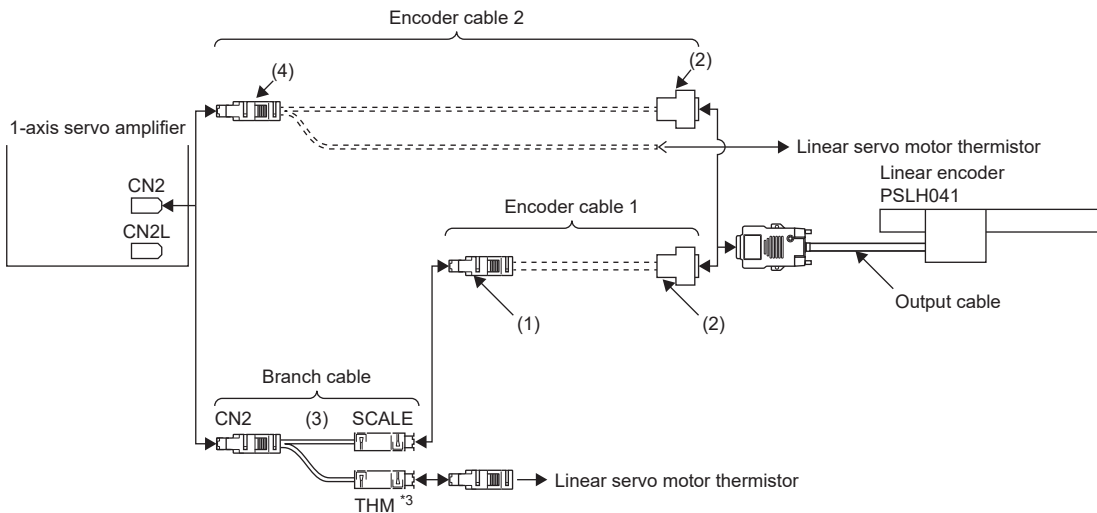 Encoder cable 2
(4)
(2)
1-axis servo amplifier
Linear servo motor thermistor
Linear encoder
PSLH041
CN2
CN2L
Encoder cable 1
Output cable
(1)
(2)
Branch cable
CN2
(3)
SCALE
Linear servo motor thermistor
THM *3